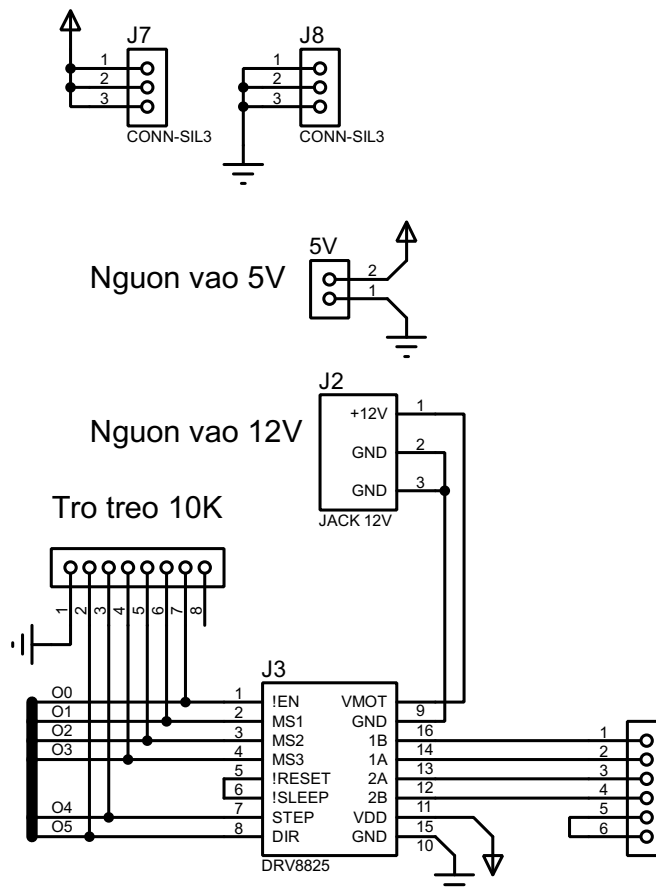 J7
1
2
3
CONN-SIL3
J8
1
2
3
CONN-SIL3
Nguon vao 5V
5V
2
1
Nguon vao 12V
J2
+12V 1
GND 2
GND 3
JACK 12V
Tro treo 10K
1 2 3 4 5 6 7 8
J3
O0 1 !EN VMOT 9
O1 2 MS1 GND 16
O2 3 MS2 1B 14 1
O3 4 MS3 1A 13 2
5 !RESET 2A 12 3
6 !SLEEP 2B 11 4
O4 7 STEP VDD 15 5
O5 8 DIR GND 10 6
DRV8825